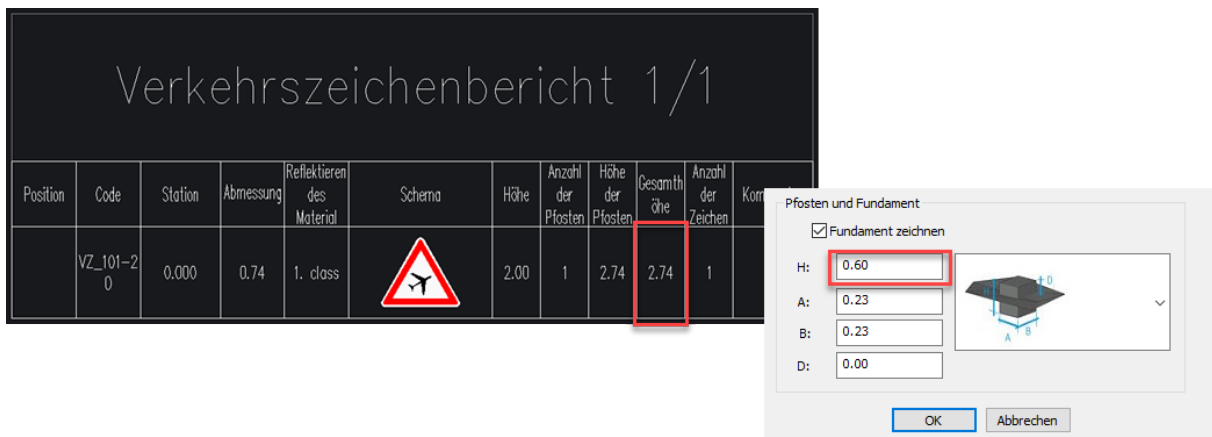 Verkehrszeichenbericht 1/1
Position
Code
Station
Abmessung
Reflektieren
des
Material
Schema
Höhe
Anzahl
der
Pfosten
Höhe
der
Pfosten
Gesamth
öhe
Anzahl
der
Zeichen
VZ_101-2
0
0.000
0.74
1. class
2.00
1
2.74
2.74
1
Pfosten und Fundament
Fundament zeichnen
H: 0.60
A: 0.23
B: 0.23
D: 0.00
H
D
A
B
OK
Abbrechen